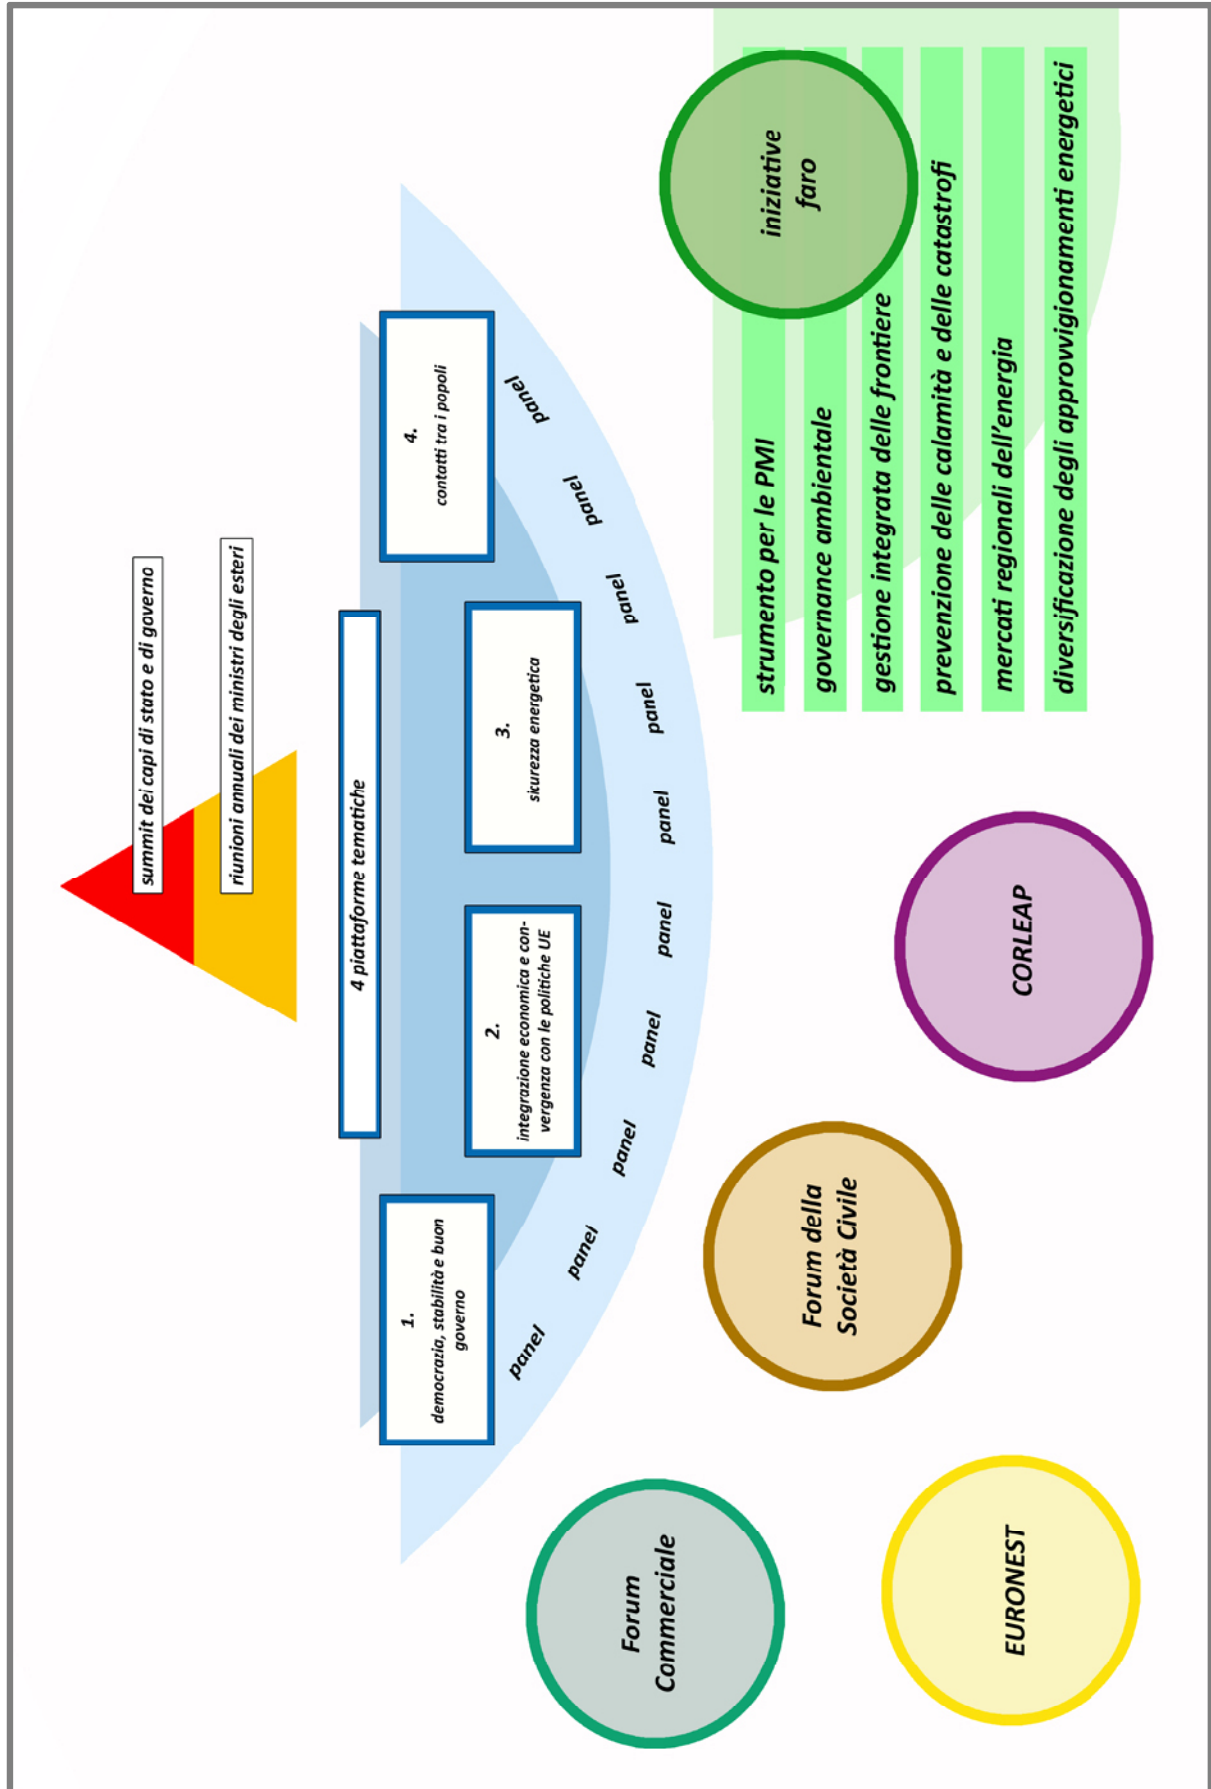 summit dei capi di stato e di governo
riunioni annuali dei ministri degli esteri
4 piattaforme tematiche
1.
democrazia, stabilità e buon
governo
2.
integrazione economica e con-
vergenza con le politiche UE
3.
sicurezza energetica
4.
contatti tra i popoli
panel
panel
panel
panel
panel
panel
panel
panel
panel
panel
Forum
Commerciale
EURONEST
Forum della
Società Civile
CORLEAP
iniziative
faro
strumento per le PMI
governance ambientale
gestione integrata delle frontiere
prevenzione delle calamità e delle catastrofi
mercati regionali dell'energia
diversificazione degli approvvigionamenti energetici